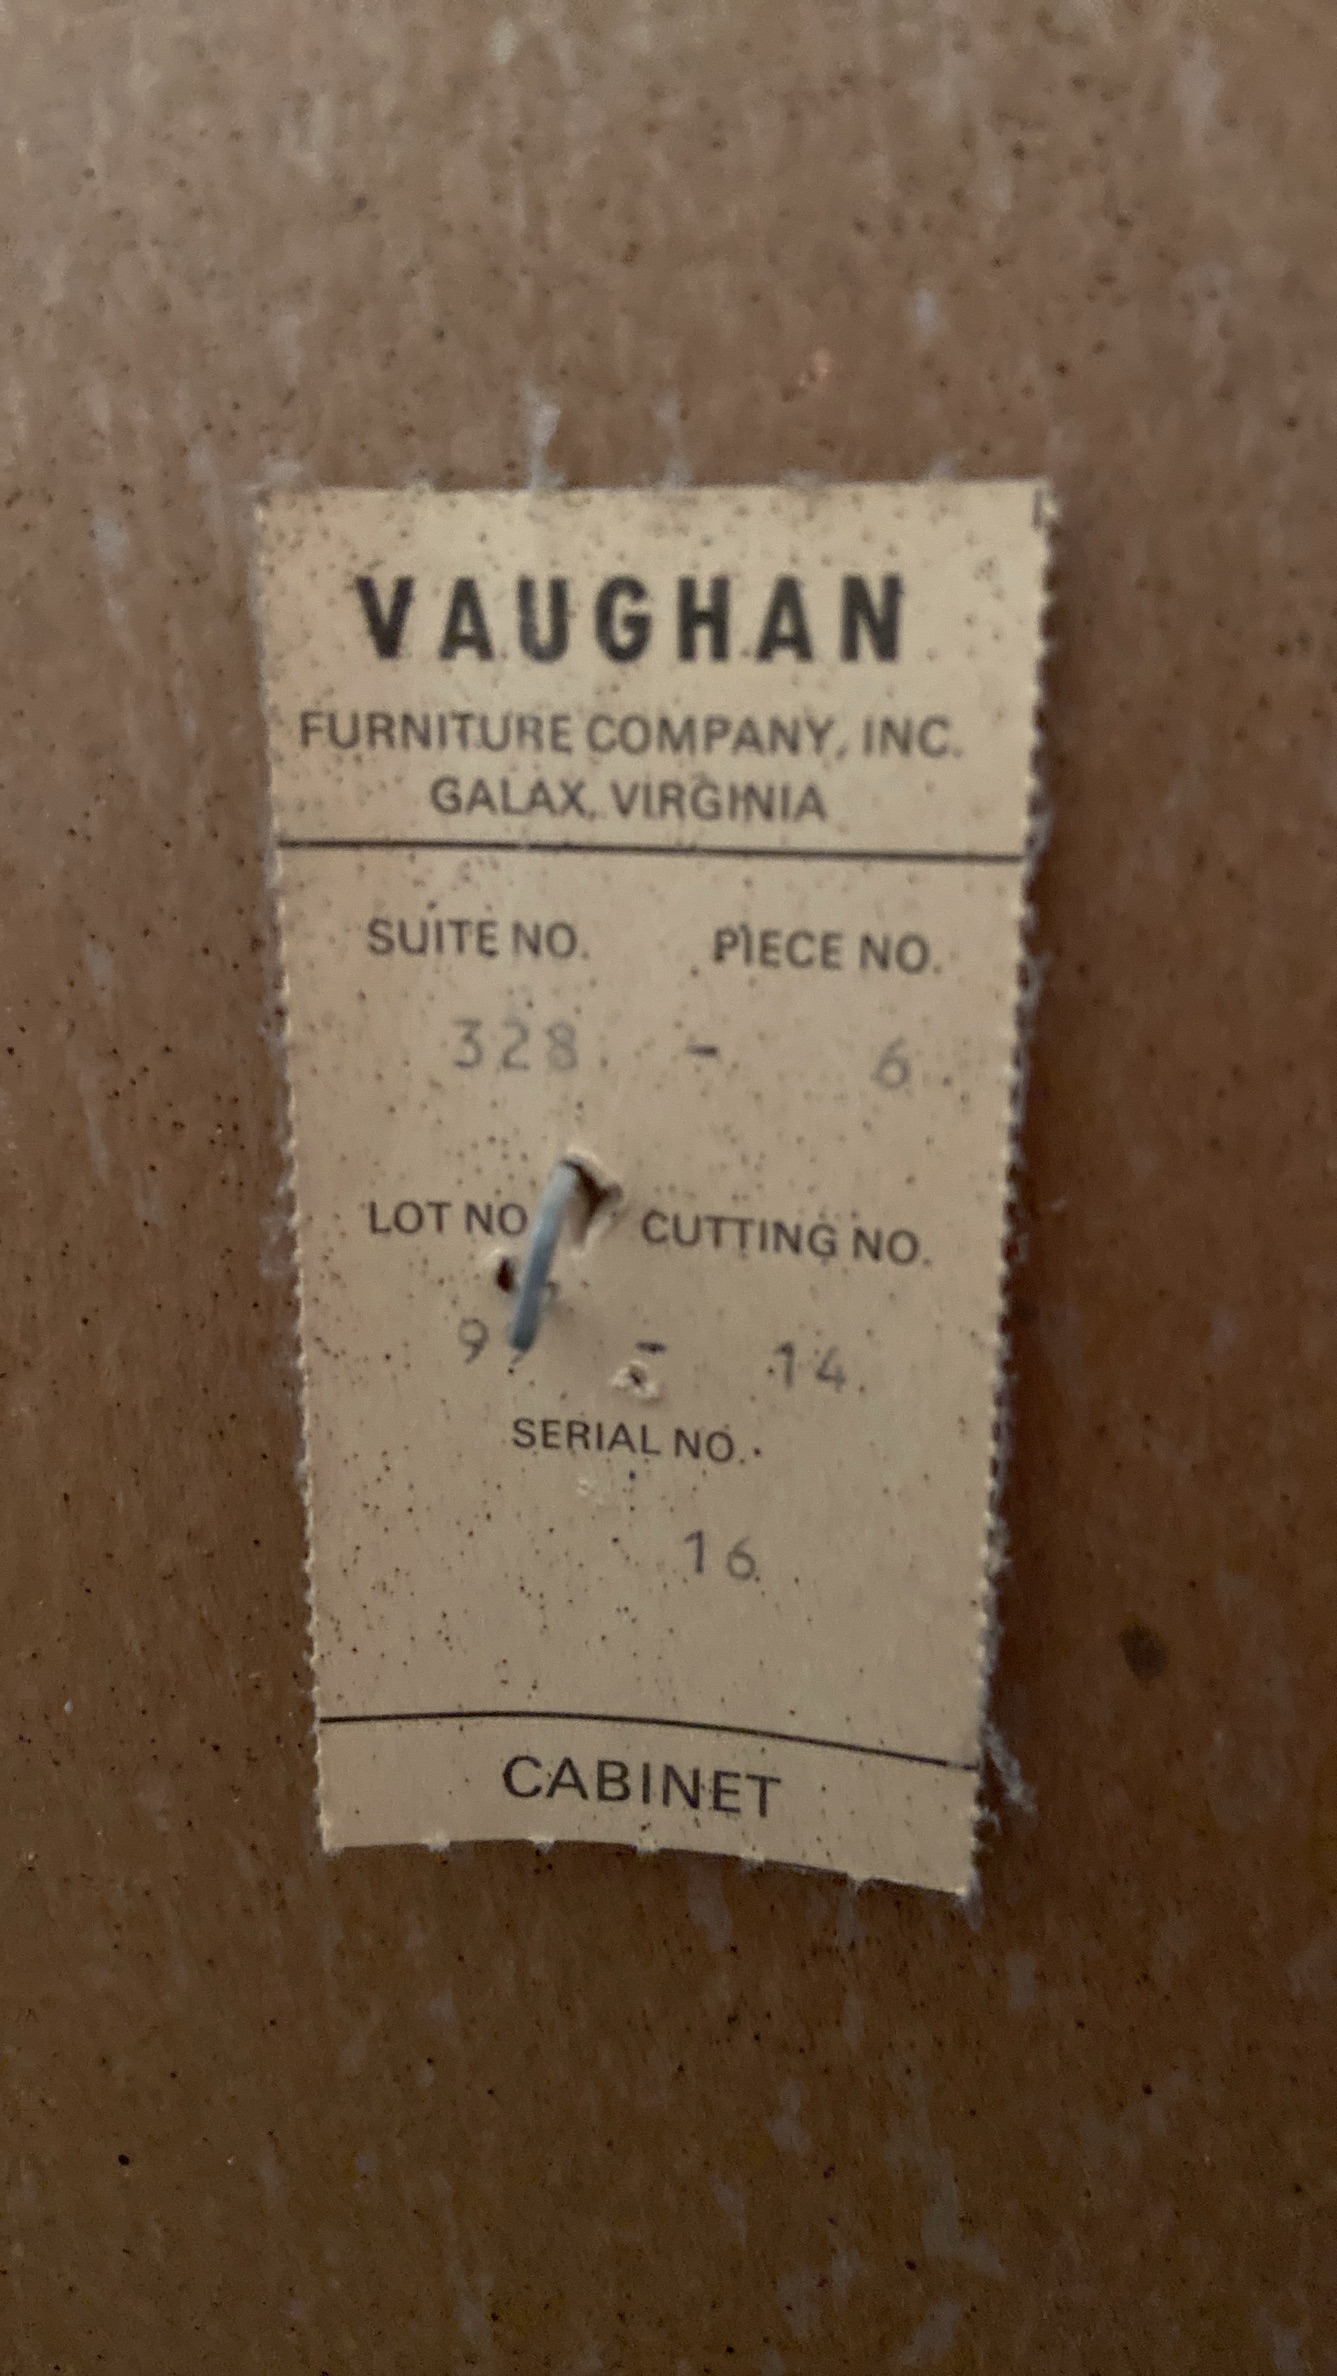 VAUGHAN
FURNITURE COMPANY, INC.
GALAX, VIRGINIA
SUITE NO. PIECE NO.
328 - 6
LOT NO CUTTING NO.
- 14
SERIAL NO.
16
CABINET